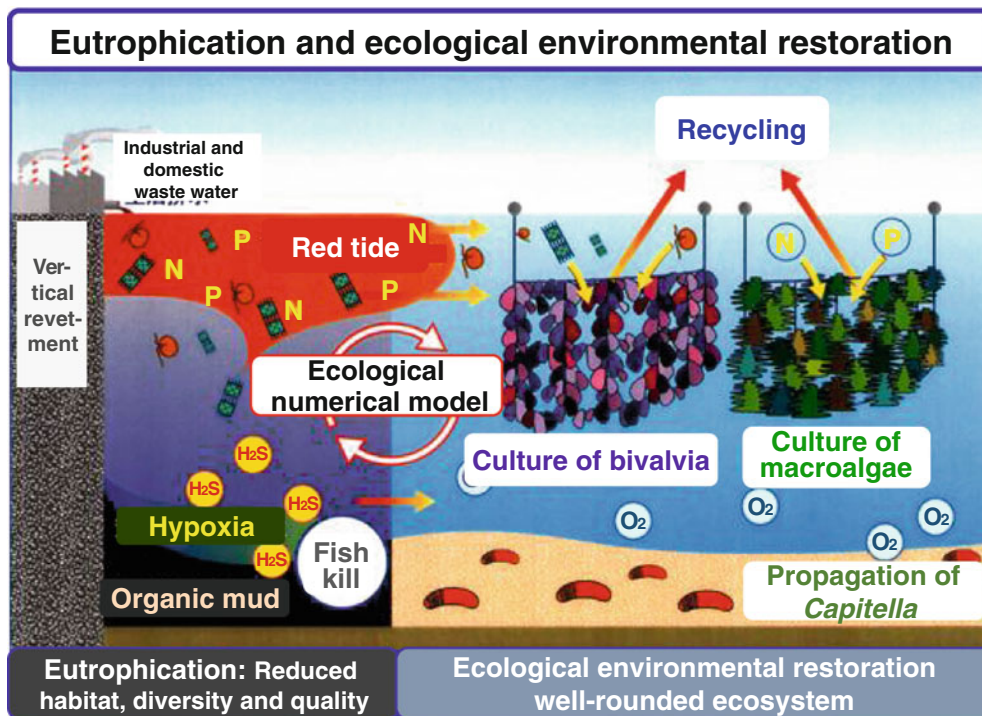 Eutrophication and ecological environmental restoration
Industrial and
domestic
waste water
Recycling
Ver-
tical
revet-
ment
P
N
P
N
Red tide
N
P
N
P
Ecological
numerical model
Culture of bivalvia
Culture of
macroalgae
H₂S
H₂S
H₂S
H₂S
Hypoxia
Fish
kill
Organic mud
O₂
O₂
O₂
O₂
Propagation of
Capitella
Eutrophication: Reduced
habitat, diversity and quality
Ecological environmental restoration
well-rounded ecosystem